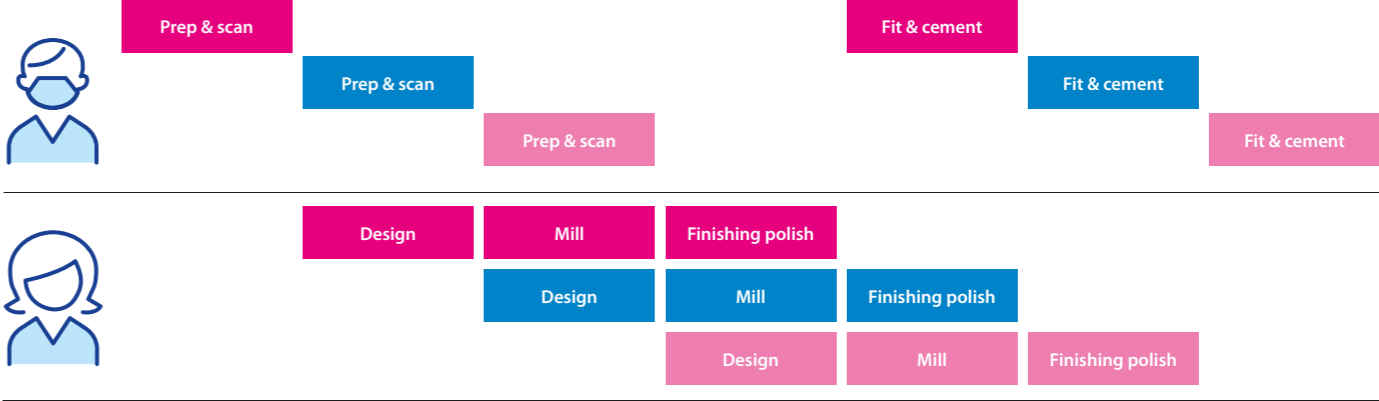 Prep & scan
Fit & cement
Prep & scan
Fit & cement
Prep & scan
Fit & cement
Design
Mill
Finishing polish
Design
Mill
Finishing polish
Design
Mill
Finishing polish